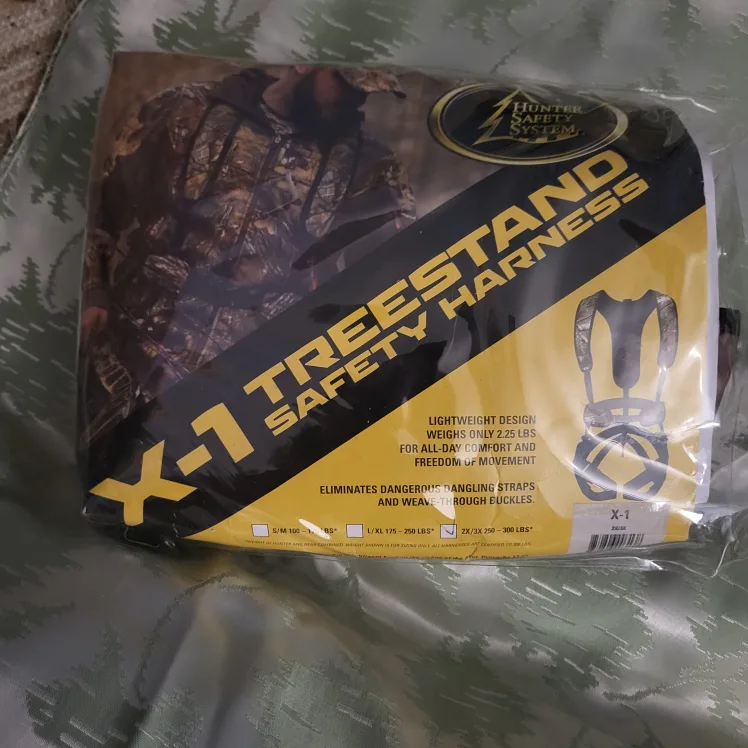 HUNTER
SAFETY
SYSTEM
X-1 TREESTAND
SAFETY HARNESS
LIGHTWEIGHT DESIGN
WEIGHS ONLY 2.25 LBS
FOR ALL-DAY COMFORT AND
FREEDOM OF MOVEMENT
ELIMINATES DANGEROUS DANGLING STRAPS
AND WEAVE-THROUGH BUCKLES.
S/M 100 – LBS* L/XL 175 – 250 LBS* 2X/3X 250 – 300 LBS*
X-1